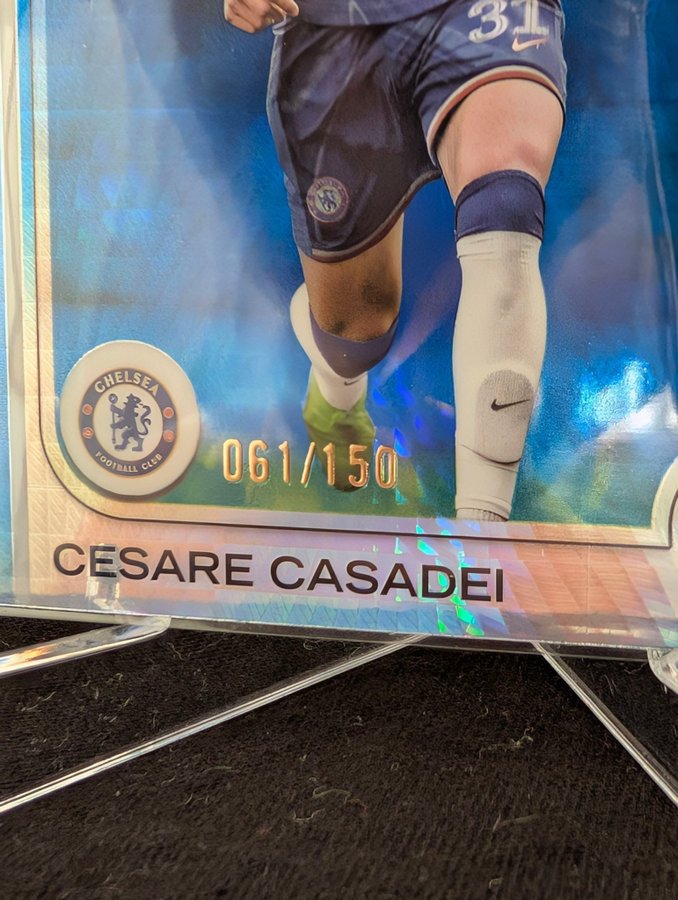 31
CHELSEA
FOOTBALL CLUB
061/150
CESARE CASADEI